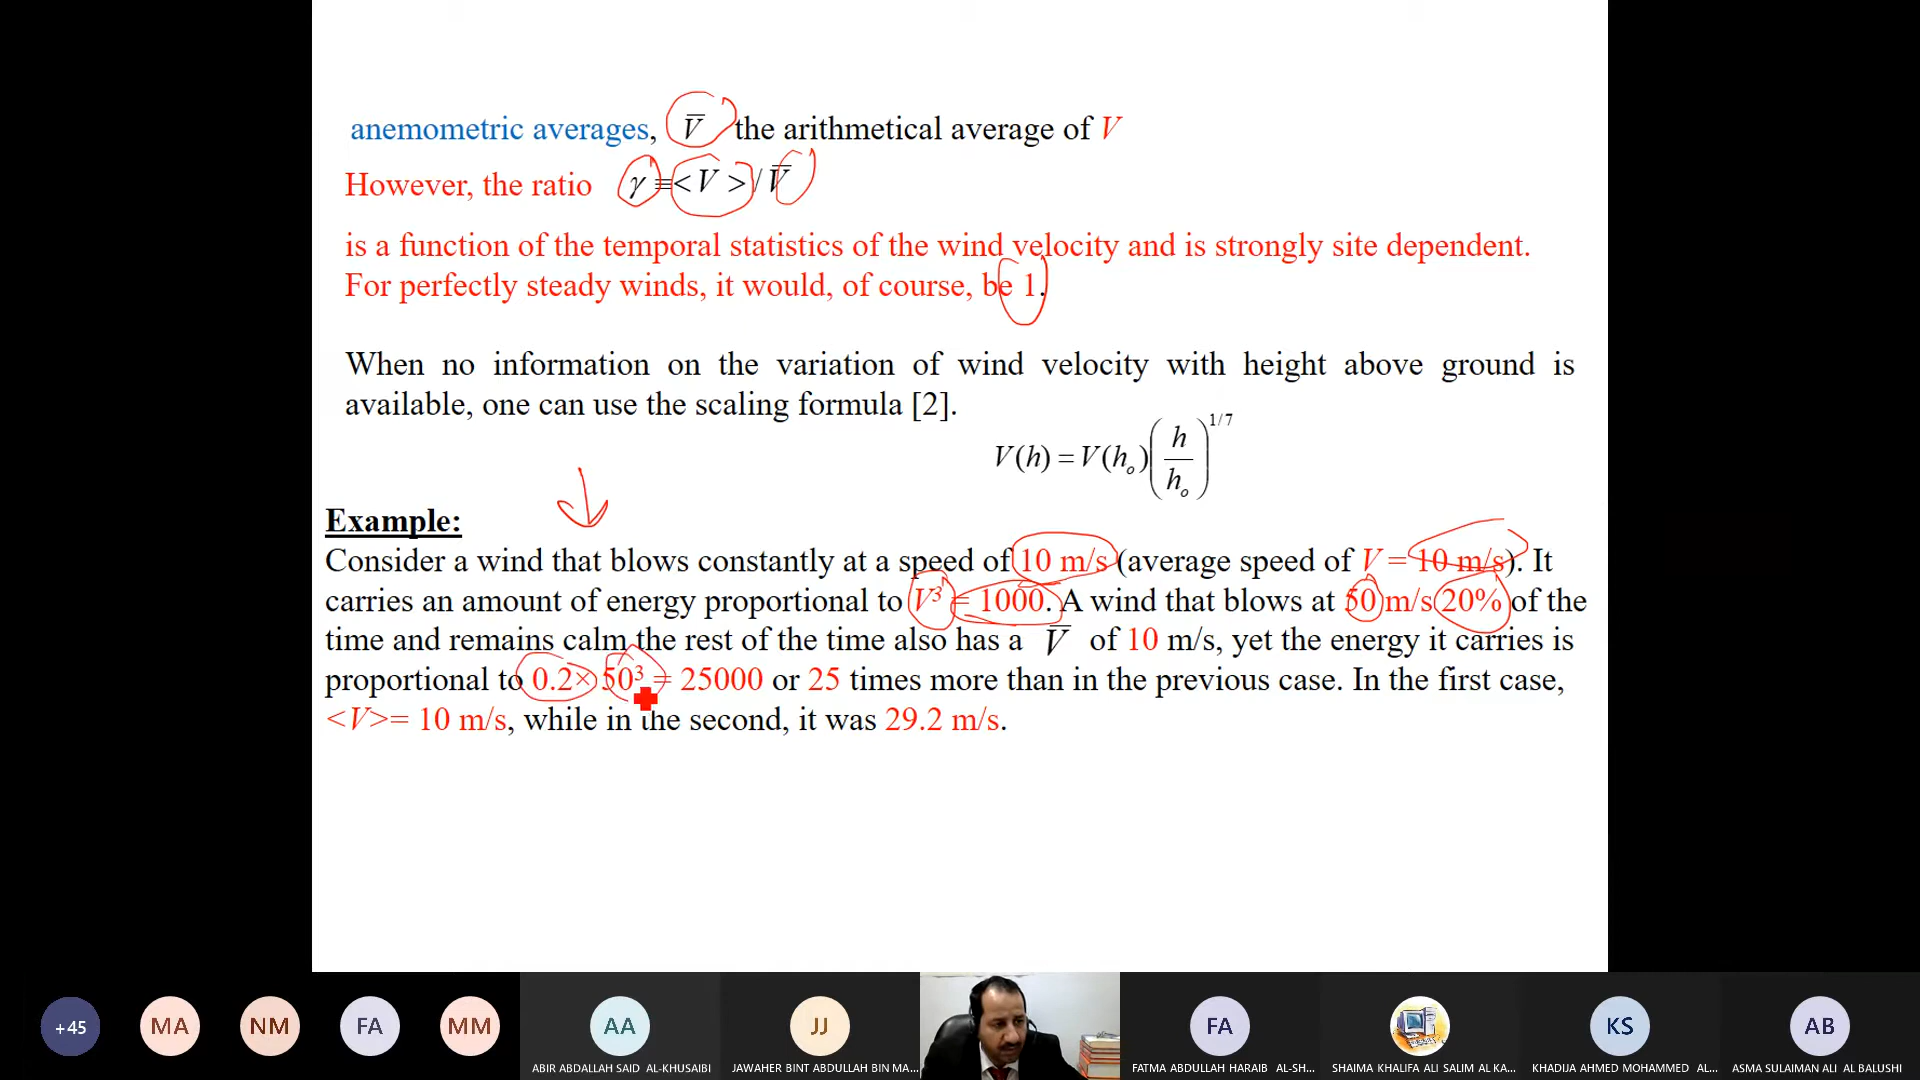 anemometric averages, V̅ the arithmetical average of V
However, the ratio γ ≡ <V> / V̅
is a function of the temporal statistics of the wind velocity and is strongly site dependent.
For perfectly steady winds, it would, of course, be 1.
When no information on the variation of wind velocity with height above ground is
available, one can use the scaling formula [2].
V(h) = V(hₒ)(h/hₒ)^1/7
Example:
Consider a wind that blows constantly at a speed of 10 m/s (average speed of V = 10 m/s). It
carries an amount of energy proportional to V³ = 1000. A wind that blows at 50 m/s 20% of the
time and remains calm the rest of the time also has a V̅ of 10 m/s, yet the energy it carries is
proportional to 0.2× 50³ = 25000 or 25 times more than in the previous case. In the first case,
<V>= 10 m/s, while in the second, it was 29.2 m/s.
+45 MA NM FA MM AA JJ FA KS AB
ABIR ABDALLAH SAID AL-KHUSAIBI JAWAHER BINT ABDULLAH BIN MA... FATMA ABDULLAH HARAIB AL-SH... SHAIMA KHALIFA ALI SALIM AL KA... KHADIJA AHMED MOHAMMED AL... ASMA SULAIMAN ALI AL BALUSHI